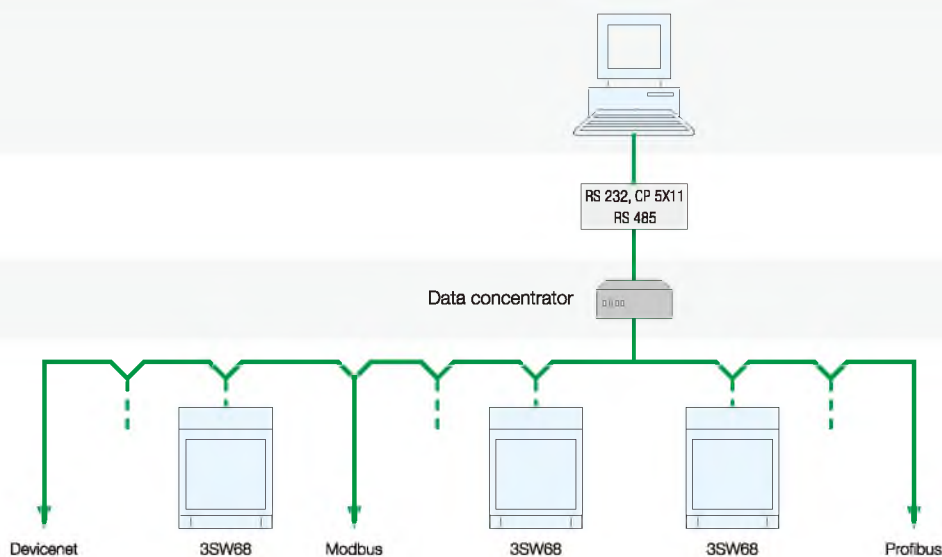 RS 232, CP 5X11
RS 485
Data concentrator
Devicenet
3SW68
Modbus
3SW68
3SW68
Profibus